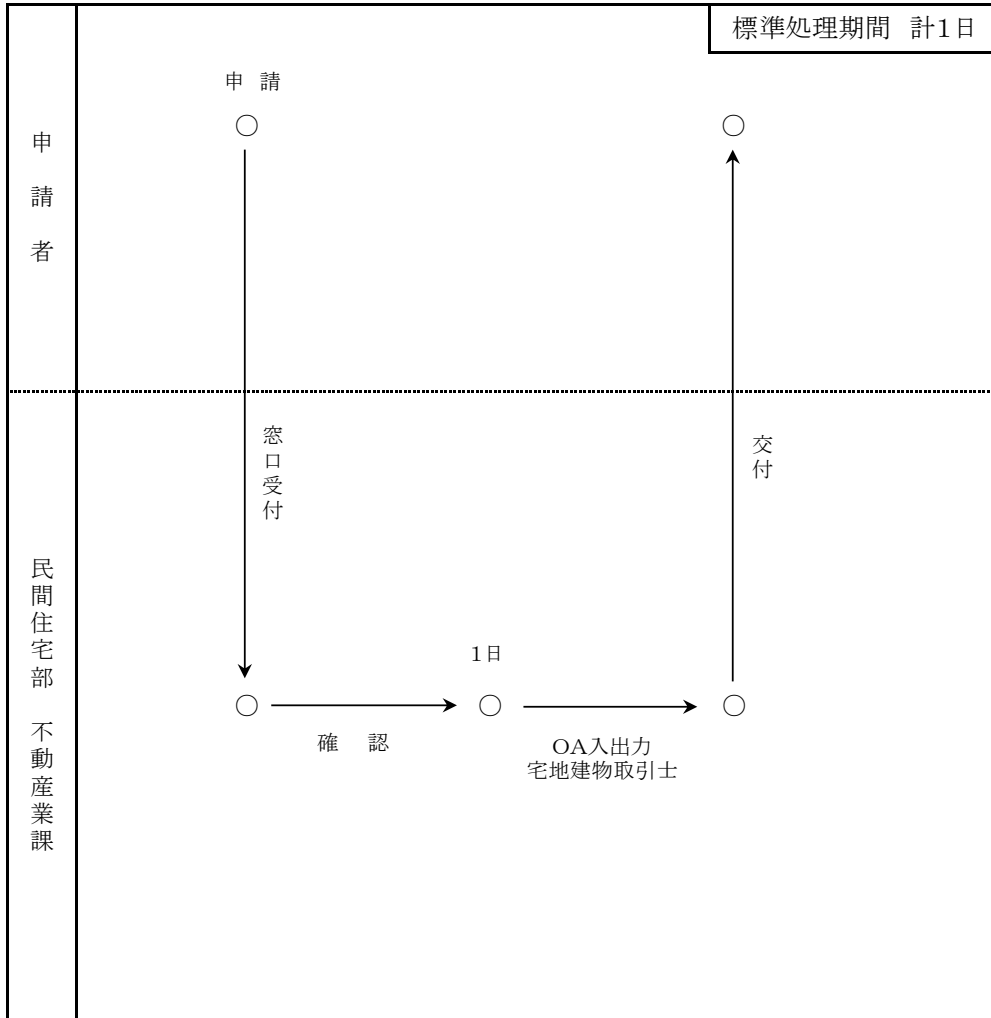 標準処理期間 計1日
申請者
申 請
窓口受付
交付
民間住宅部 不動産業課
1日
確 認
OA入出力
宅地建物取引士